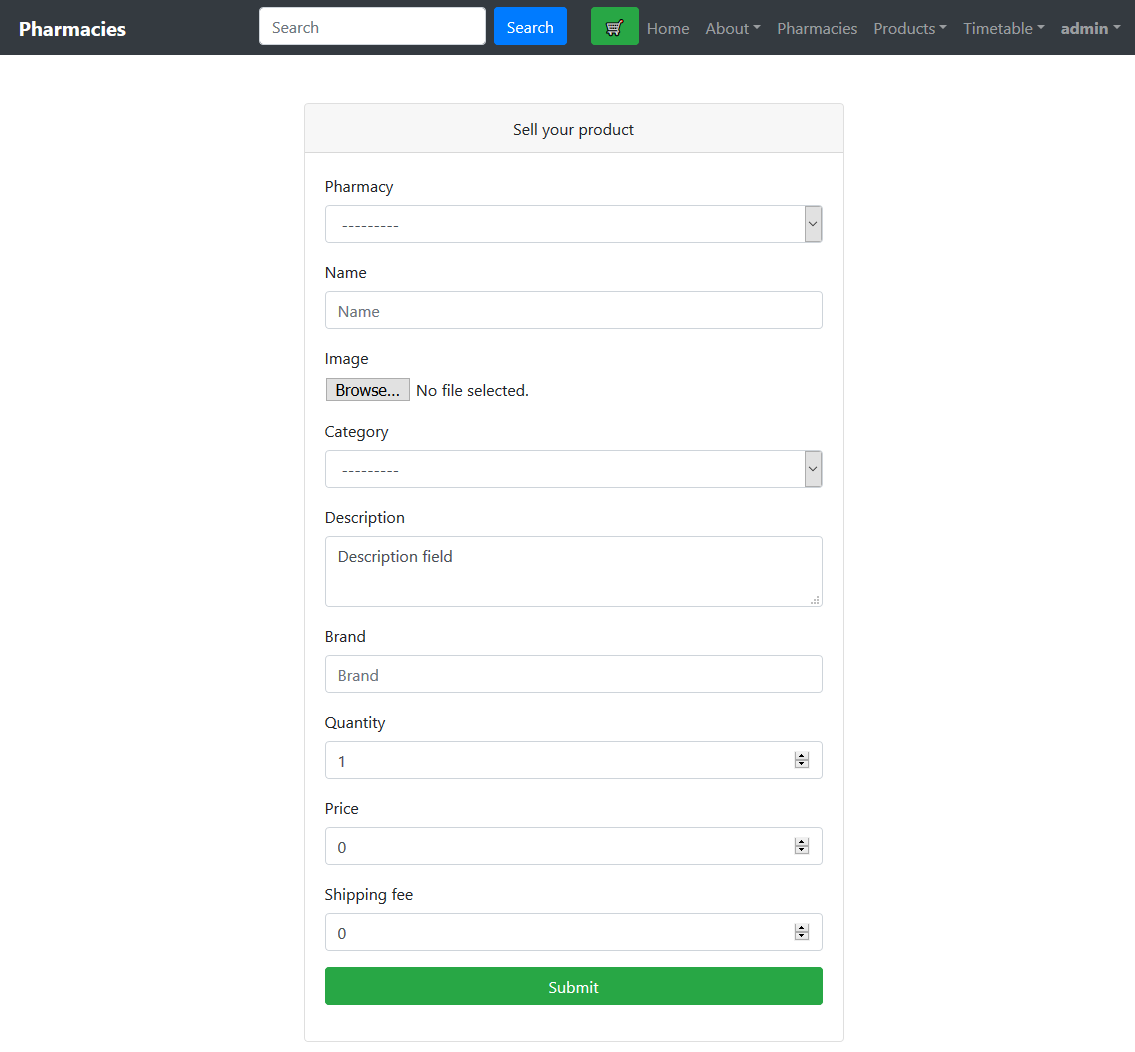 Pharmacies Search Search Home About Pharmacies Products Timetable admin
Sell your product
Pharmacy
---------
Name
Name
Image
Browse... No file selected.
Category
---------
Description
Description field
Brand
Brand
Quantity
1
Price
0
Shipping fee
0
Submit